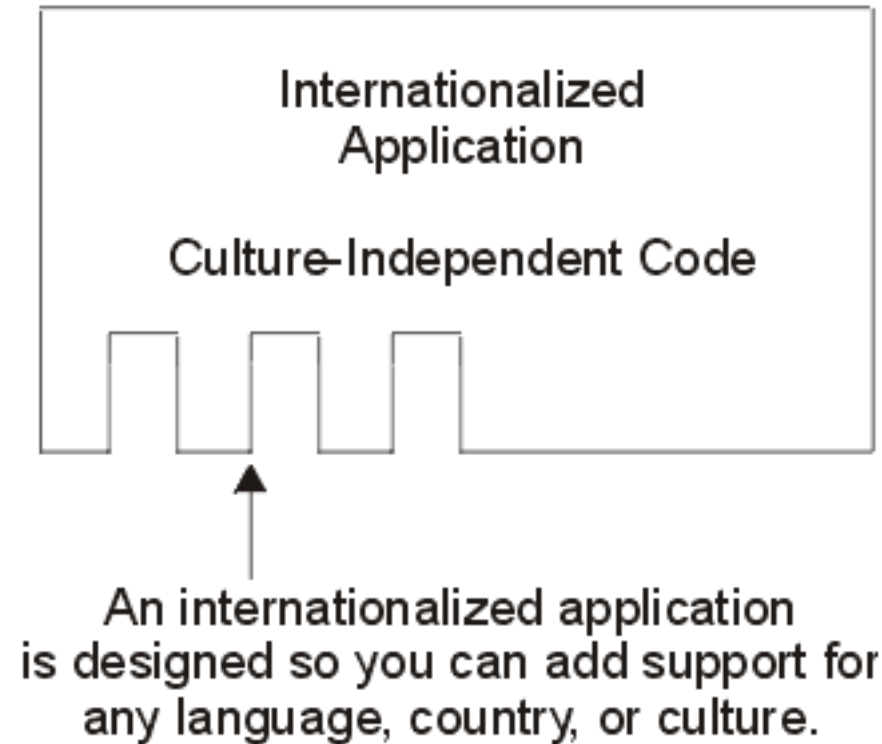 Internationalized
Application
Culture-Independent Code
An internationalized application
is designed so you can add support for
any language, country, or culture.